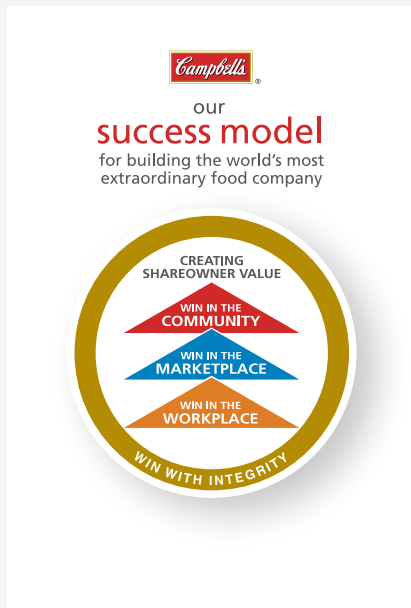 Campbell's®
our
success model
for building the world's most
extraordinary food company
CREATING
SHAREOWNER VALUE
WIN IN THE
COMMUNITY
WIN IN THE
MARKETPLACE
WIN IN THE
WORKPLACE
WIN WITH INTEGRITY